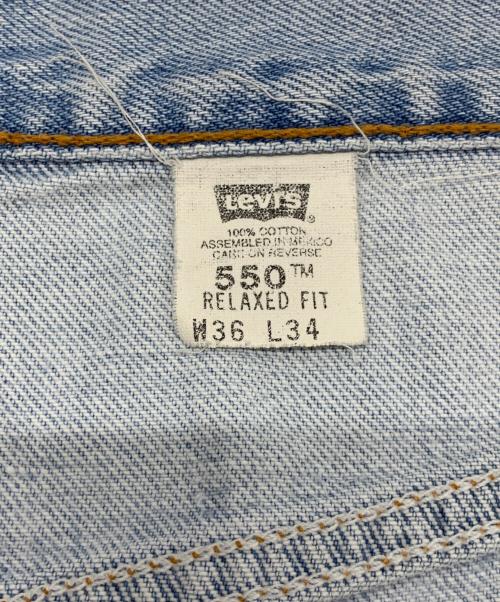 Levi's®
100% COTTON
ASSEMBLED IN MEXICO
CARE ON REVERSE
550™
RELAXED FIT
W36 L34